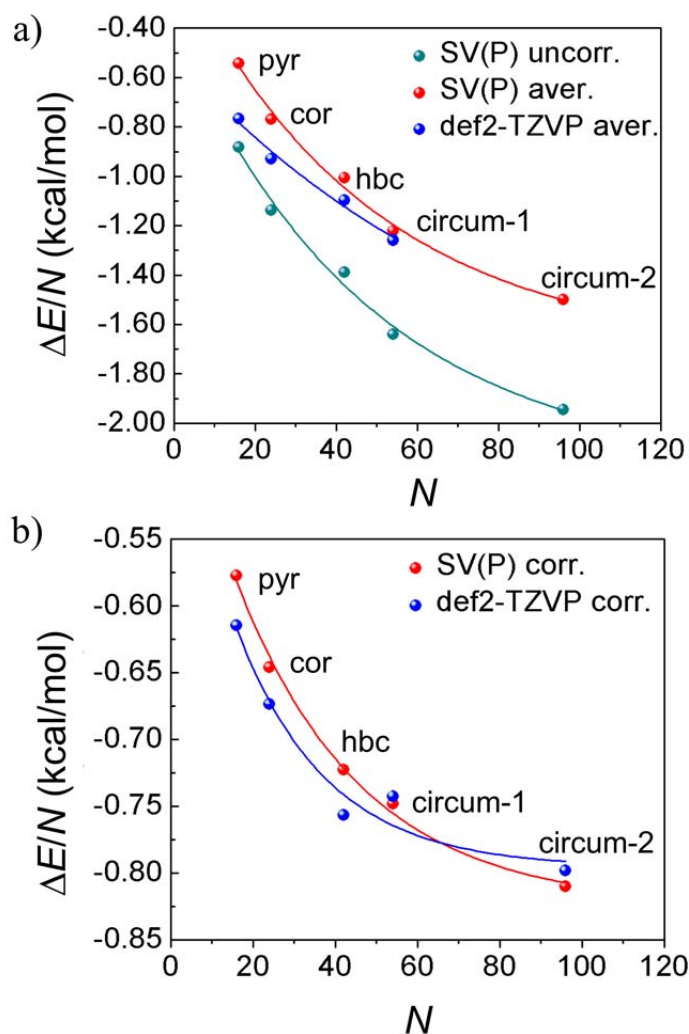 a)
-0.40
-0.60
-0.80
-1.00
-1.20
-1.40
-1.60
-1.80
-2.00
ΔE/N (kcal/mol)
pyr
cor
hbc
circum-1
circum-2
SV(P) uncorr.
SV(P) aver.
def2-TZVP aver.
0 20 40 60 80 100 120
N
b)
-0.55
-0.60
-0.65
-0.70
-0.75
-0.80
-0.85
ΔE/N (kcal/mol)
pyr
cor
hbc
circum-1
circum-2
SV(P) corr.
def2-TZVP corr.
0 20 40 60 80 100 120
N